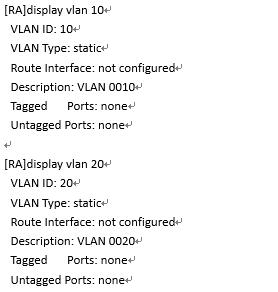 [RA]display vlan 10
VLAN ID: 10
VLAN Type: static
Route Interface: not configured
Description: VLAN 0010
Tagged Ports: none
Untagged Ports: none
[RA]display vlan 20
VLAN ID: 20
VLAN Type: static
Route Interface: not configured
Description: VLAN 0020
Tagged Ports: none
Untagged Ports: none